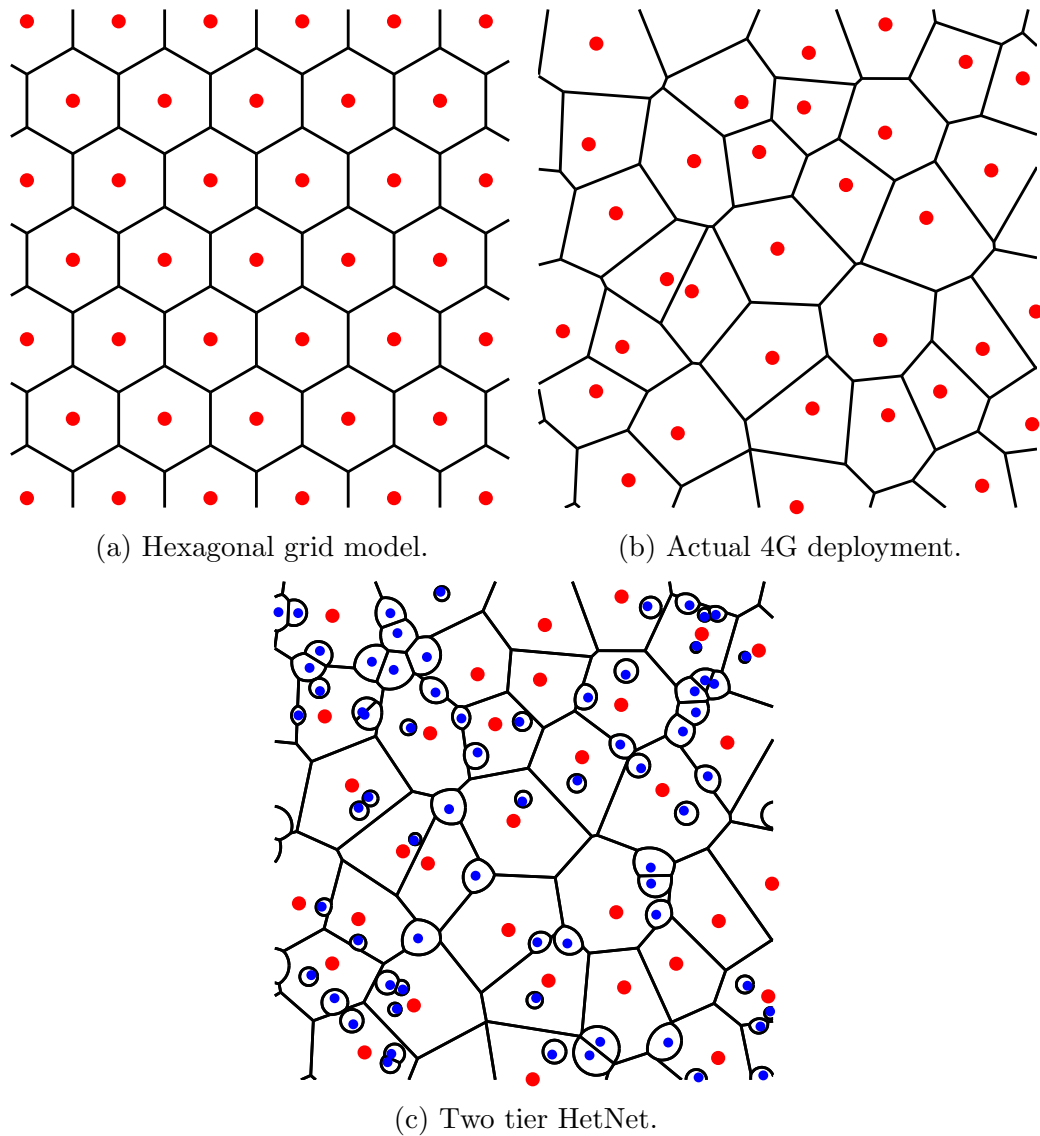 (a) Hexagonal grid model.
(b) Actual 4G deployment.
(c) Two tier HetNet.